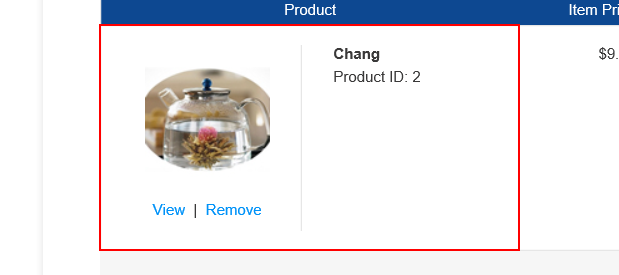 Product
Item Pri
Chang
$9.
Product ID: 2
View | Remove